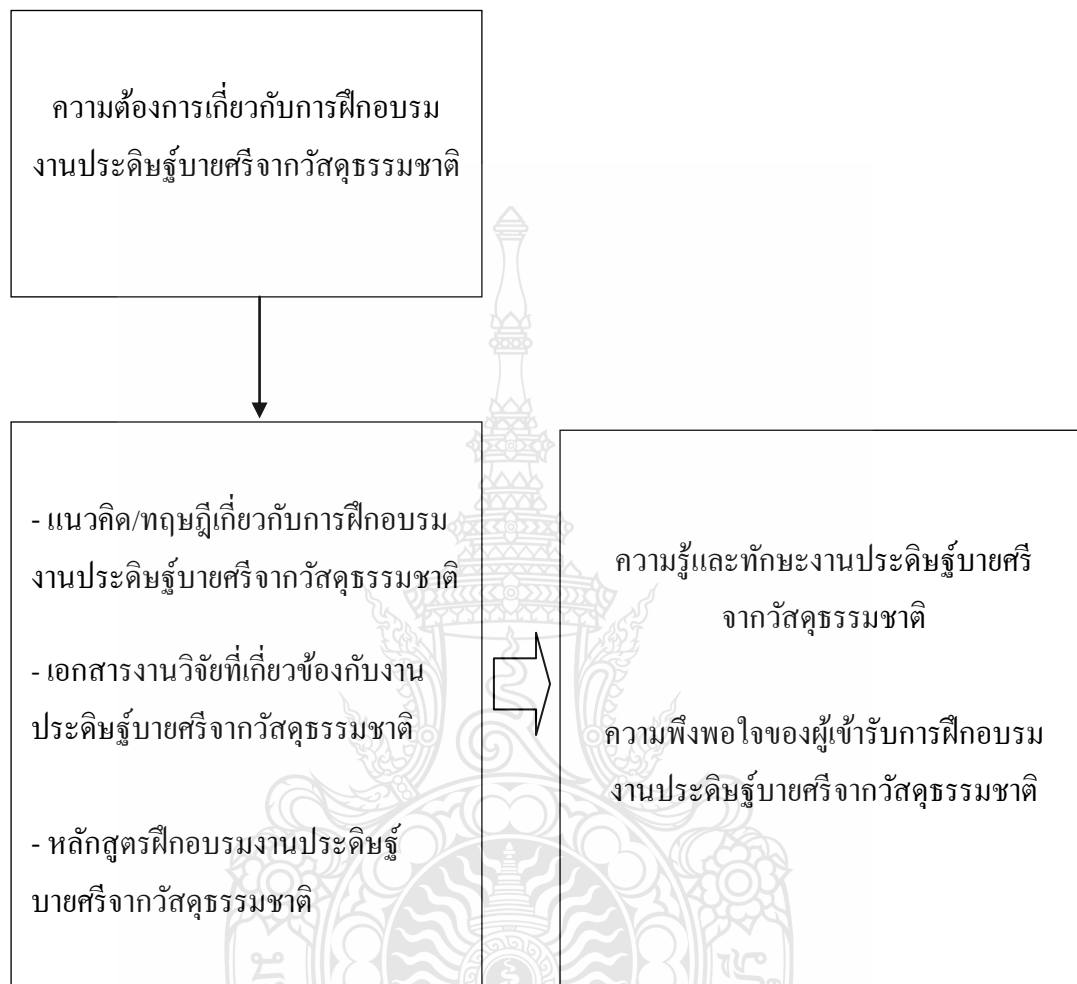 ความต้องการเกี่ยวกับการฝึกอบรม
งานประดิษฐ์บายศรีจากวัสดุธรรมชาติ
- แนวคิด/ทฤษฎีเกี่ยวกับการฝึกอบรม
งานประดิษฐ์บายศรีจากวัสดุธรรมชาติ
- เอกสารงานวิจัยที่เกี่ยวข้องกับงาน
ประดิษฐ์บายศรีจากวัสดุธรรมชาติ
- หลักสูตรฝึกอบรมงานประดิษฐ์
บายศรีจากวัสดุธรรมชาติ
ความรู้และทักษะงานประดิษฐ์บายศรี
จากวัสดุธรรมชาติ
ความพึงพอใจของผู้เข้ารับการฝึกอบรม
งานประดิษฐ์บายศรีจากวัสดุธรรมชาติ